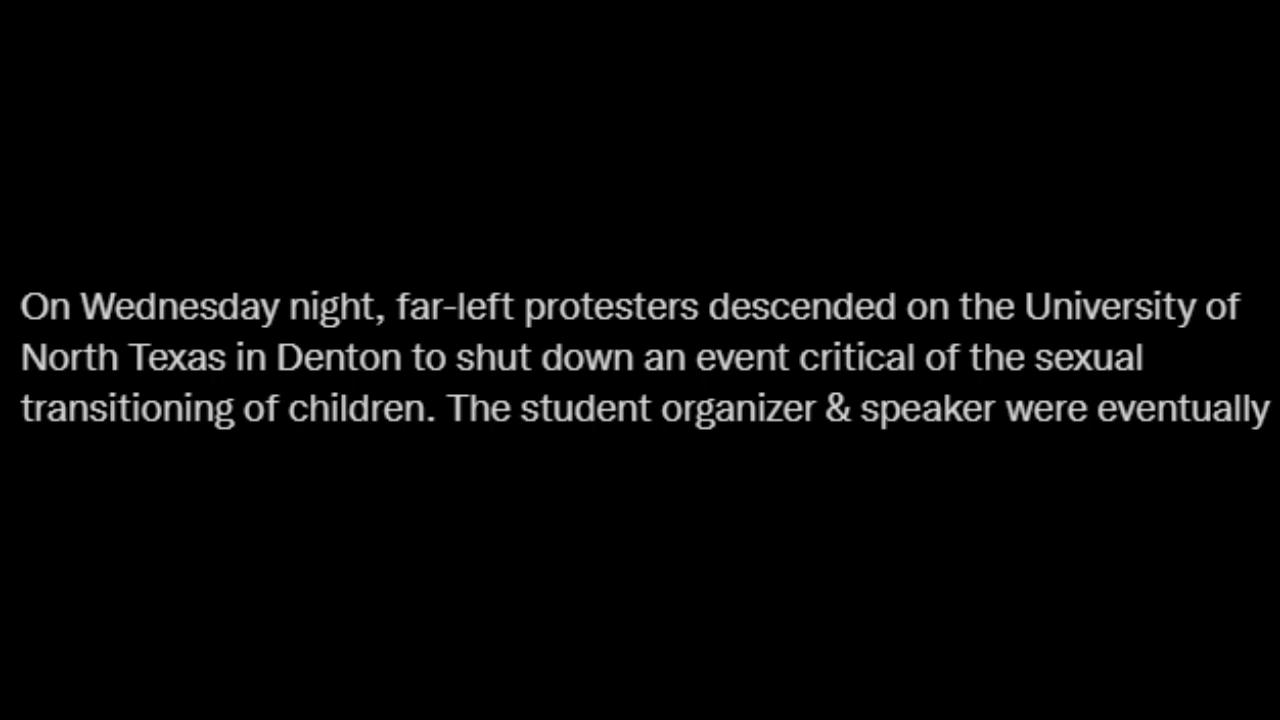 On Wednesday night, far-left protesters descended on the University of
North Texas in Denton to shut down an event critical of the sexual
transitioning of children. The student organizer & speaker were eventually